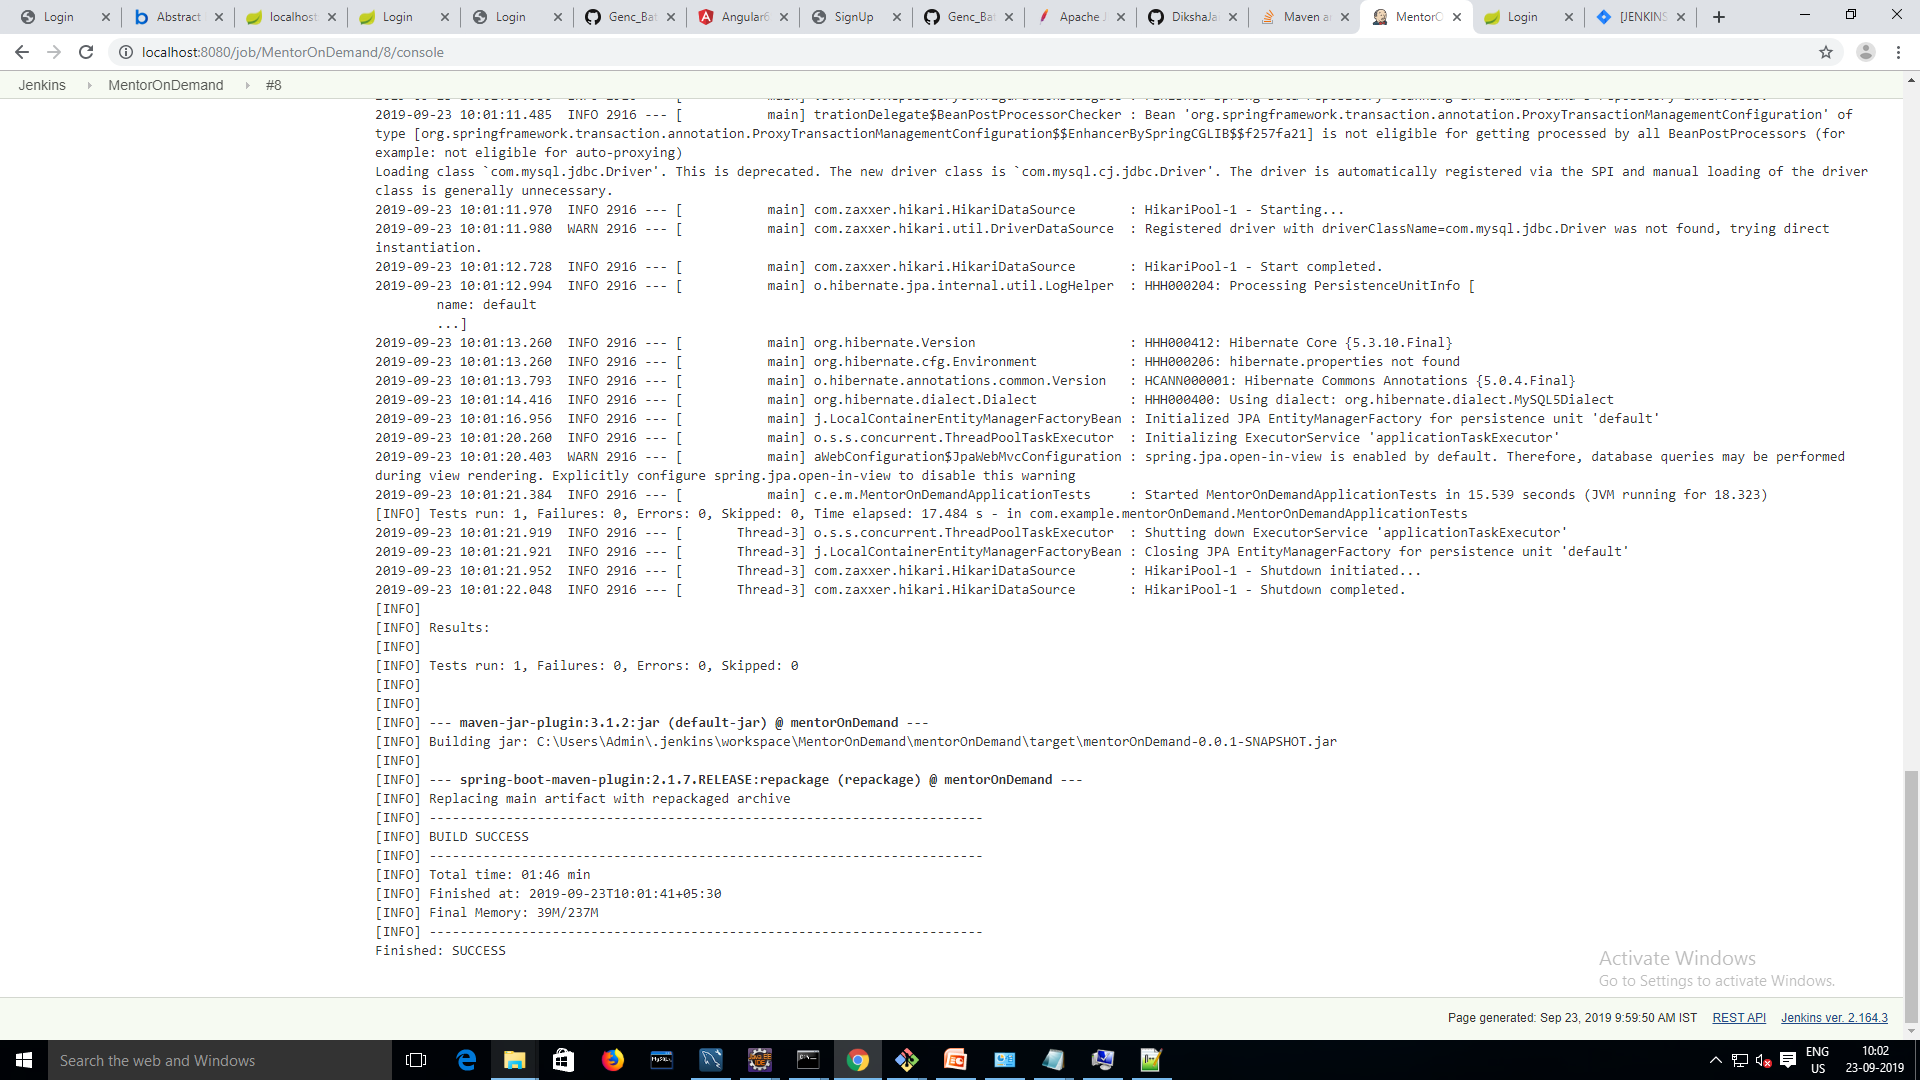 Login
Abstract
localhost
Login
Login
Genc_Bat
Angular6
SignUp
Genc_Bat
Apache J
DikshaJai
Maven a
MentorO
Login
[JENKINS
localhost:8080/job/MentorOnDemand/8/console
Jenkins
MentorOnDemand
#8
2019-09-23 10:01:11.485  INFO 2916 --- [           main] trationDelegate$BeanPostProcessorChecker : Bean 'org.springframework.transaction.annotation.ProxyTransactionManagementConfiguration' of
type [org.springframework.transaction.annotation.ProxyTransactionManagementConfiguration$$EnhancerBySpringCGLIB$$f257fa21] is not eligible for getting processed by all BeanPostProcessors (for
example: not eligible for auto-proxying)
Loading class `com.mysql.jdbc.Driver'. This is deprecated. The new driver class is `com.mysql.cj.jdbc.Driver'. The driver is automatically registered via the SPI and manual loading of the driver
class is generally unnecessary.
2019-09-23 10:01:11.970  INFO 2916 --- [           main] com.zaxxer.hikari.HikariDataSource       : HikariPool-1 - Starting...
2019-09-23 10:01:11.980  WARN 2916 --- [           main] com.zaxxer.hikari.util.DriverDataSource  : Registered driver with driverClassName=com.mysql.jdbc.Driver was not found, trying direct
instantiation.
2019-09-23 10:01:12.728  INFO 2916 --- [           main] com.zaxxer.hikari.HikariDataSource       : HikariPool-1 - Start completed.
2019-09-23 10:01:12.994  INFO 2916 --- [           main] o.hibernate.jpa.internal.util.LogHelper  : HHH000204: Processing PersistenceUnitInfo [
name: default
...]
2019-09-23 10:01:13.260  INFO 2916 --- [           main] org.hibernate.Version                    : HHH000412: Hibernate Core {5.3.10.Final}
2019-09-23 10:01:13.260  INFO 2916 --- [           main] org.hibernate.cfg.Environment            : HHH000206: hibernate.properties not found
2019-09-23 10:01:13.793  INFO 2916 --- [           main] o.hibernate.annotations.common.Version   : HCANN000001: Hibernate Commons Annotations {5.0.4.Final}
2019-09-23 10:01:14.416  INFO 2916 --- [           main] org.hibernate.dialect.Dialect            : HHH000400: Using dialect: org.hibernate.dialect.MySQL5Dialect
2019-09-23 10:01:16.956  INFO 2916 --- [           main] j.LocalContainerEntityManagerFactoryBean : Initialized JPA EntityManagerFactory for persistence unit 'default'
2019-09-23 10:01:20.260  INFO 2916 --- [           main] o.s.s.concurrent.ThreadPoolTaskExecutor  : Initializing ExecutorService 'applicationTaskExecutor'
2019-09-23 10:01:20.403  WARN 2916 --- [           main] aWebConfiguration$JpaWebMvcConfiguration : spring.jpa.open-in-view is enabled by default. Therefore, database queries may be performed
during view rendering. Explicitly configure spring.jpa.open-in-view to disable this warning
2019-09-23 10:01:21.384  INFO 2916 --- [           main] c.e.m.MentorOnDemandApplicationTests     : Started MentorOnDemandApplicationTests in 15.539 seconds (JVM running for 18.323)
[INFO] Tests run: 1, Failures: 0, Errors: 0, Skipped: 0, Time elapsed: 17.484 s - in com.example.mentorOnDemand.MentorOnDemandApplicationTests
2019-09-23 10:01:21.919  INFO 2916 --- [       Thread-3] o.s.s.concurrent.ThreadPoolTaskExecutor  : Shutting down ExecutorService 'applicationTaskExecutor'
2019-09-23 10:01:21.921  INFO 2916 --- [       Thread-3] j.LocalContainerEntityManagerFactoryBean : Closing JPA EntityManagerFactory for persistence unit 'default'
2019-09-23 10:01:21.952  INFO 2916 --- [       Thread-3] com.zaxxer.hikari.HikariDataSource       : HikariPool-1 - Shutdown initiated...
2019-09-23 10:01:22.048  INFO 2916 --- [       Thread-3] com.zaxxer.hikari.HikariDataSource       : HikariPool-1 - Shutdown completed.
[INFO]
[INFO] Results:
[INFO]
[INFO] Tests run: 1, Failures: 0, Errors: 0, Skipped: 0
[INFO]
[INFO]
[INFO] --- maven-jar-plugin:3.1.2:jar (default-jar) @ mentorOnDemand ---
[INFO] Building jar: C:\Users\Admin\.jenkins\workspace\MentorOnDemand\mentorOnDemand\target\mentorOnDemand-0.0.1-SNAPSHOT.jar
[INFO]
[INFO] --- spring-boot-maven-plugin:2.1.7.RELEASE:repackage (repackage) @ mentorOnDemand ---
[INFO] Replacing main artifact with repackaged archive
[INFO] ------------------------------------------------------------------------
[INFO] BUILD SUCCESS
[INFO] ------------------------------------------------------------------------
[INFO] Total time: 01:46 min
[INFO] Finished at: 2019-09-23T10:01:41+05:30
[INFO] Final Memory: 39M/237M
[INFO] ------------------------------------------------------------------------
Finished: SUCCESS
Activate Windows
Go to Settings to activate Windows.
Page generated: Sep 23, 2019 9:59:50 AM IST
REST API
Jenkins ver. 2.164.3
Search the web and Windows
ENG
US
10:02
23-09-2019